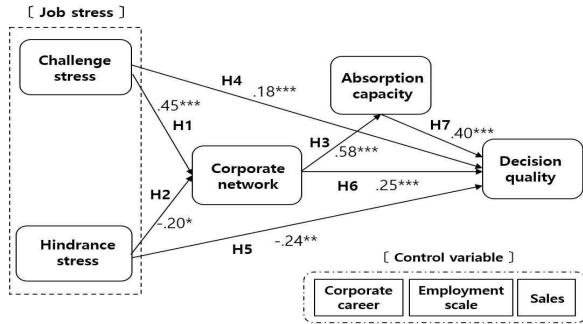 〔 Job stress 〕
Challenge
stress
H4
.18***
Absorption
capacity
.45***
H1
H3
.58***
H7
.40***
Corporate
network
Decision
quality
H2
-.20*
H6
.25***
Hindrance
stress
H5
-.24**
〔 Control variable 〕
Corporate
career
Employment
scale
Sales